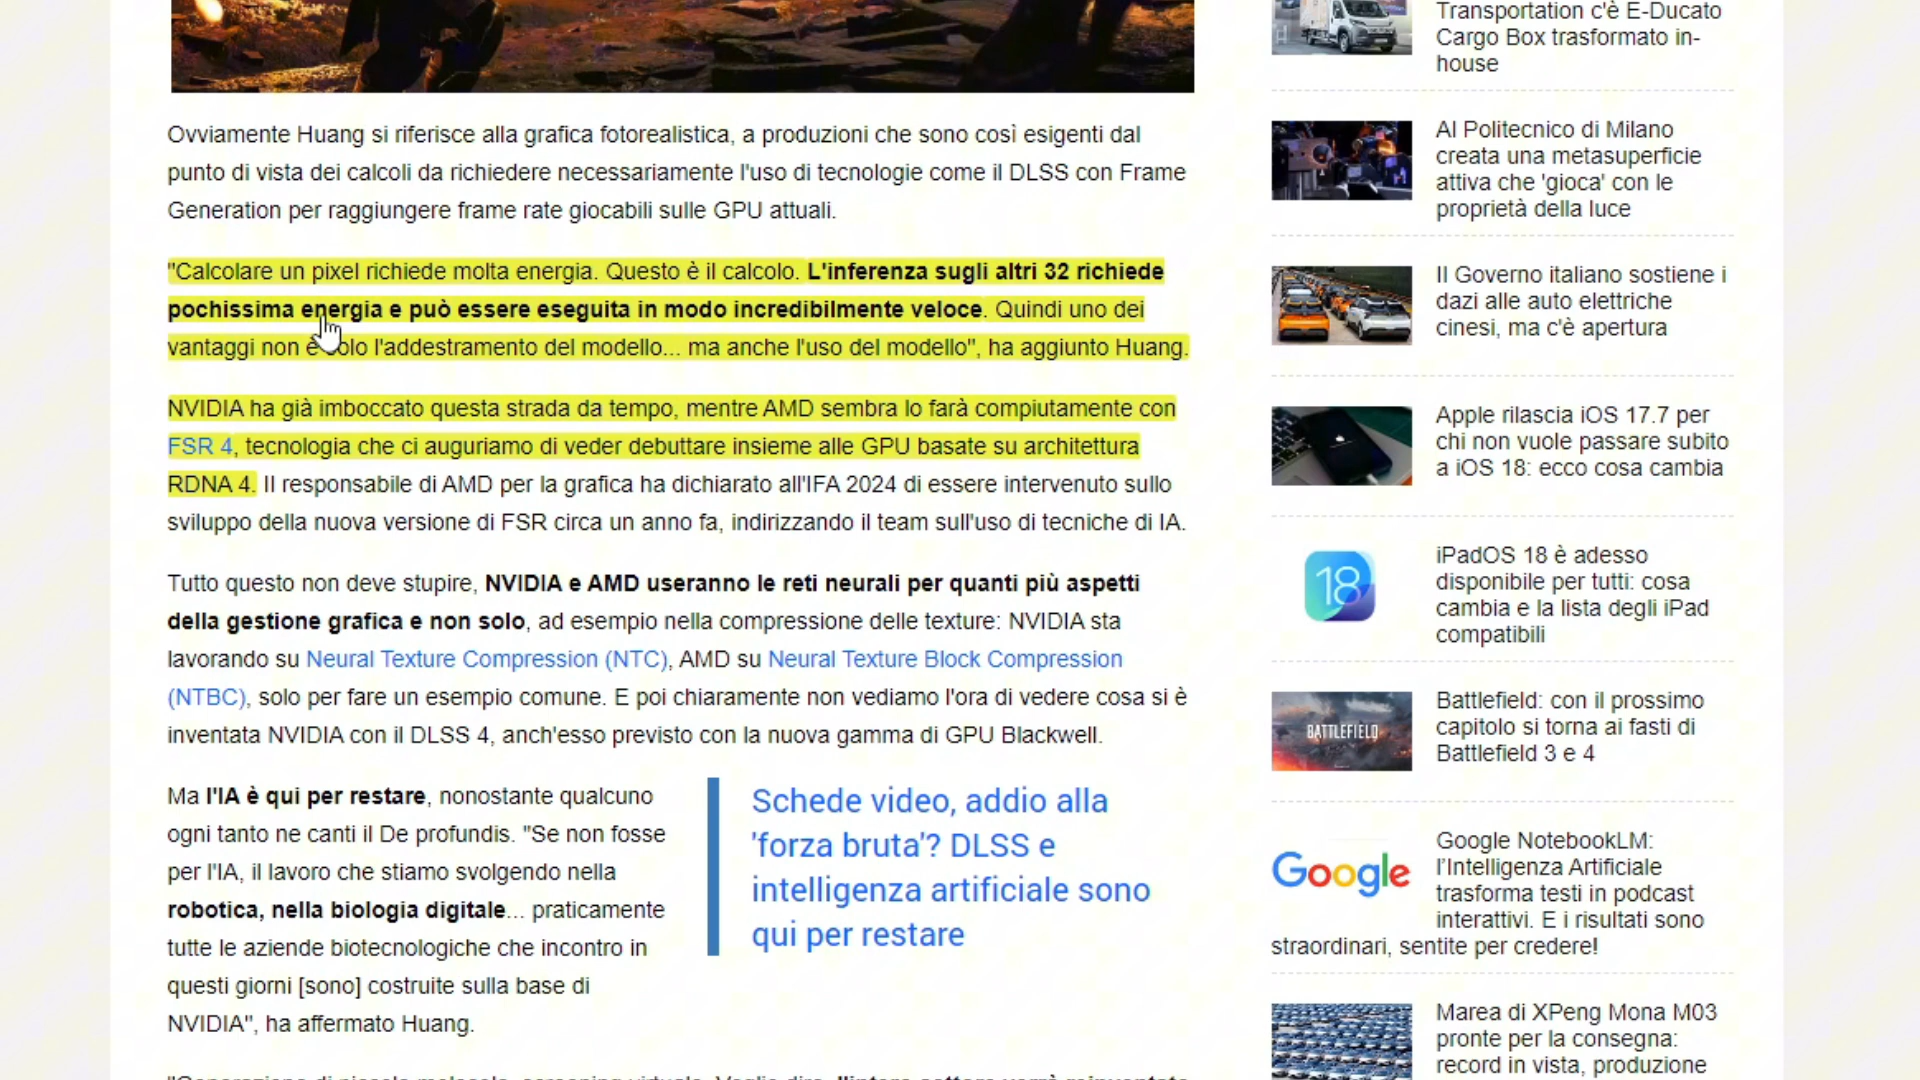 Ovviamente Huang si riferisce alla grafica fotorealistica, a produzioni che sono così esigenti dal
punto di vista dei calcoli da richiedere necessariamente l'uso di tecnologie come il DLSS con Frame
Generation per raggiungere frame rate giocabili sulle GPU attuali.
"Calcolare un pixel richiede molta energia. Questo è il calcolo. L'inferenza sugli altri 32 richiede
pochissima energia e può essere eseguita in modo incredibilmente veloce. Quindi uno dei
vantaggi non è solo l'addestramento del modello... ma anche l'uso del modello", ha aggiunto Huang.
NVIDIA ha già imboccato questa strada da tempo, mentre AMD sembra lo farà compiutamente con
FSR 4, tecnologia che ci auguriamo di veder debuttare insieme alle GPU basate su architettura
RDNA 4. Il responsabile di AMD per la grafica ha dichiarato all'IFA 2024 di essere intervenuto sullo
sviluppo della nuova versione di FSR circa un anno fa, indirizzando il team sull'uso di tecniche di IA.
Tutto questo non deve stupire, NVIDIA e AMD useranno le reti neurali per quanti più aspetti
della gestione grafica e non solo, ad esempio nella compressione delle texture: NVIDIA sta
lavorando su Neural Texture Compression (NTC), AMD su Neural Texture Block Compression
(NTBC), solo per fare un esempio comune. E poi chiaramente non vediamo l'ora di vedere cosa si è
inventata NVIDIA con il DLSS 4, anch'esso previsto con la nuova gamma di GPU Blackwell.
Ma l'IA è qui per restare, nonostante qualcuno
ogni tanto ne canti il De profundis. "Se non fosse
per l'IA, il lavoro che stiamo svolgendo nella
robotica, nella biologia digitale... praticamente
tutte le aziende biotecnologiche che incontro in
questi giorni [sono] costruite sulla base di
NVIDIA", ha affermato Huang.
Schede video, addio alla
'forza bruta'? DLSS e
intelligenza artificiale sono
qui per restare
Transportation c'è E-Ducato
Cargo Box trasformato in-
house
Al Politecnico di Milano
creata una metasuperficie
attiva che 'gioca' con le
proprietà della luce
Il Governo italiano sostiene i
dazi alle auto elettriche
cinesi, ma c'è apertura
Apple rilascia iOS 17.7 per
chi non vuole passare subito
a iOS 18: ecco cosa cambia
18
iPadOS 18 è adesso
disponibile per tutti: cosa
cambia e la lista degli iPad
compatibili
BATTLEFIELD
Battlefield: con il prossimo
capitolo si torna ai fasti di
Battlefield 3 e 4
Google
Google NotebookLM:
l'Intelligenza Artificiale
trasforma testi in podcast
interattivi. E i risultati sono
straordinari, sentite per credere!
Marea di XPeng Mona M03
pronte per la consegna:
record in vista, produzione